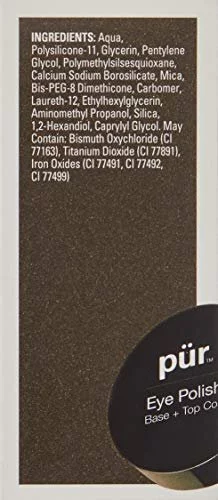 INGREDIENTS: Aqua,
Polysilicone-11, Glycerin, Pentylene
Glycol, Polymethylsilsesquioxane,
Calcium Sodium Borosilicate, Mica,
Bis-PEG-8 Dimethicone, Carbomer,
Laureth-12, Ethylhexylglycerin,
Aminomethyl Propanol, Silica,
1,2-Hexandiol, Caprylyl Glycol. May
Contain: Bismuth Oxychloride (CI
77163), Titanium Dioxide (CI 77891),
Iron Oxides (CI 77491, CI 77492,
CI 77499)
pür™
Eye Polish
Base + Top Co